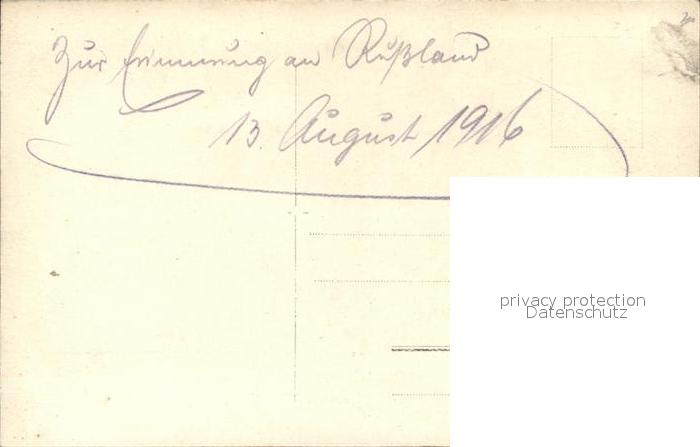 Zur Erinnerung an Rußland
13. August 1916
privacy protection
Datenschutz